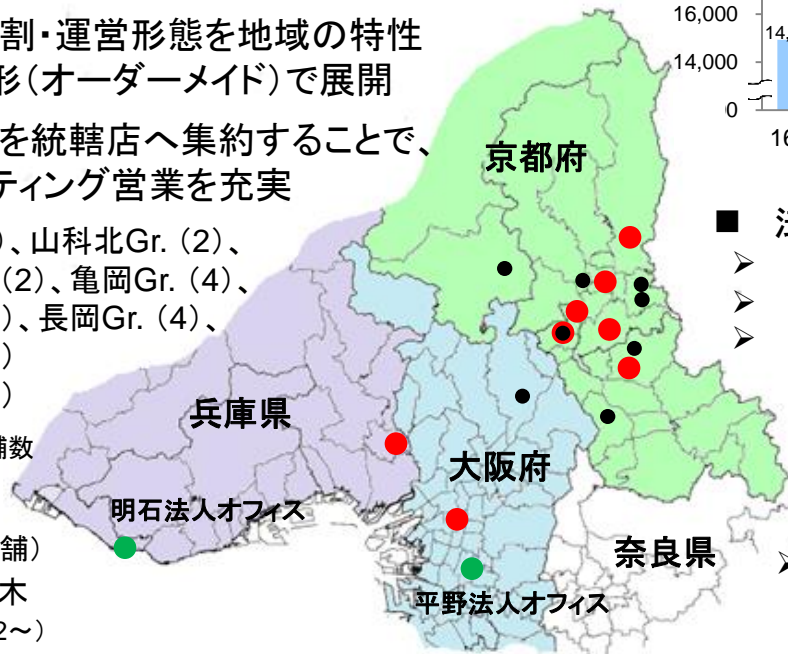 割・運営形態を地域の特性
形(オーダーメイド)で展開
を統轄店へ集約することで、
ティング営業を充実
)、山科北Gr. (2)、
(2)、亀岡Gr. (4)、
)、長岡Gr. (4)、
)
)
舗数
舗)
木
2～)
京都府
兵庫県
大阪府
奈良県
明石法人オフィス
平野法人オフィス
16,000
14,000
0
14,
16
■
➢
➢
➢
➢